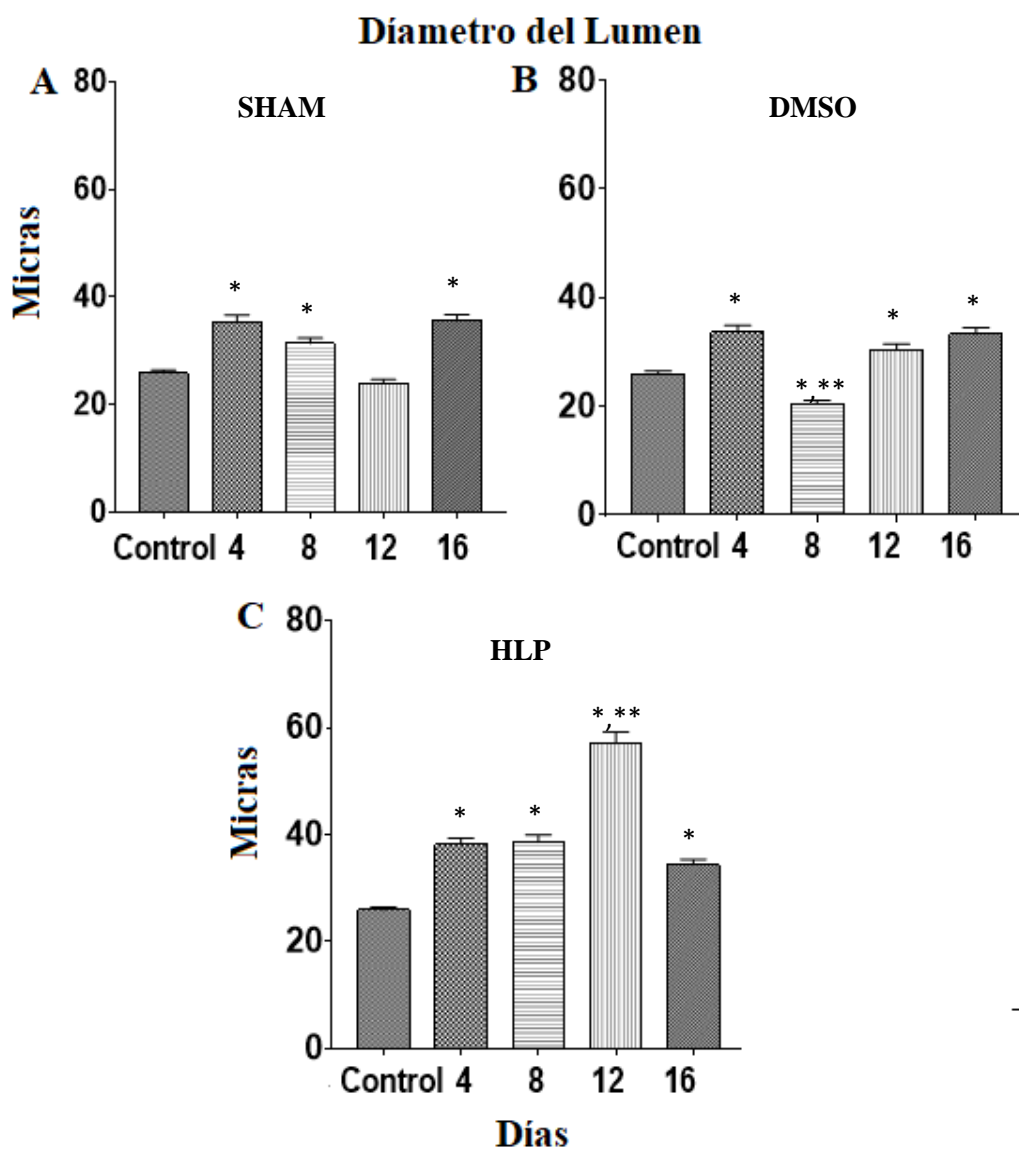 Díametro del Lumen
A
SHAM
Micras
80
60
40
20
0
* * *
Control 4 8 12 16
B
DMSO
80
60
40
20
0
* *,** * *
Control 4 8 12 16
C
HLP
Micras
80
60
40
20
0
* * *,** *
Control 4 8 12 16
Días